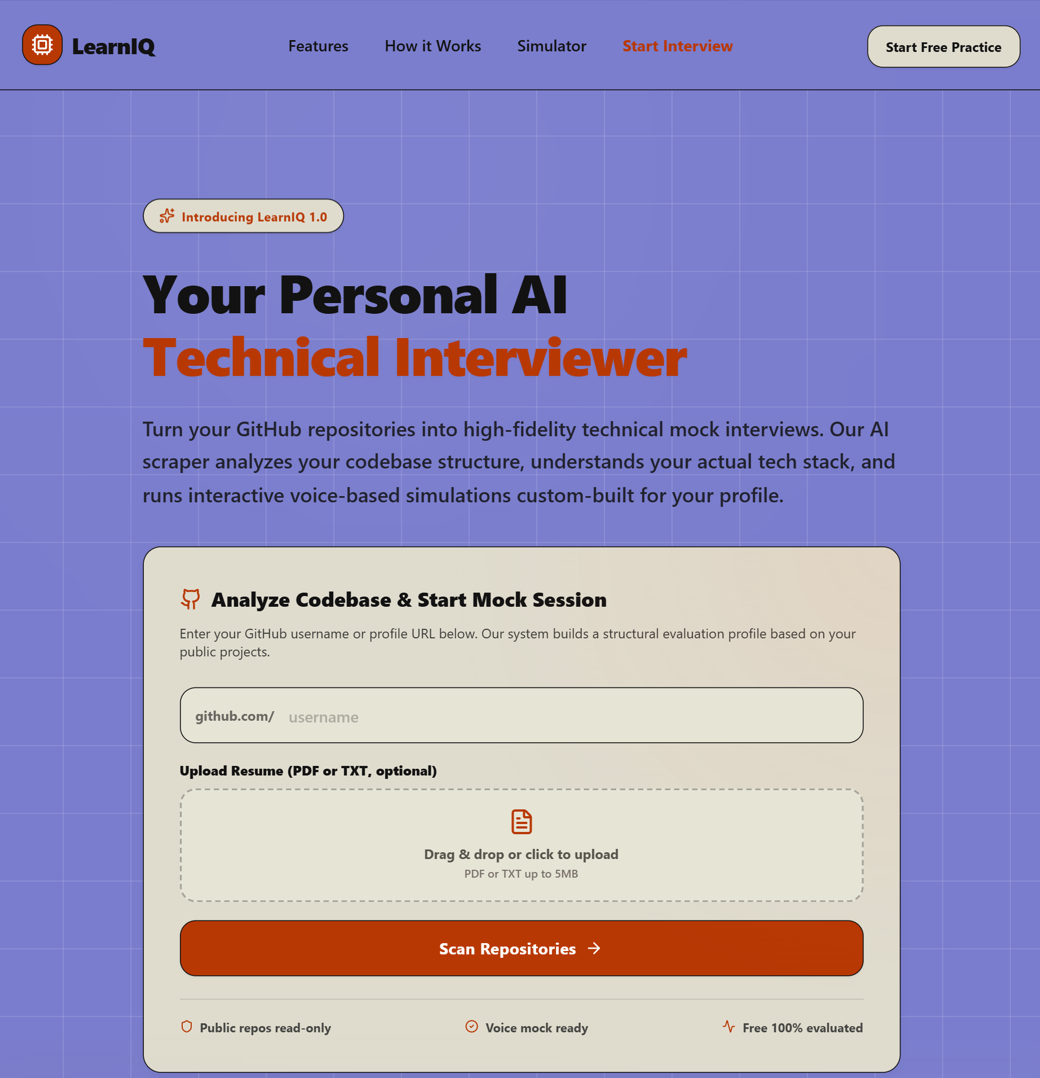 LearnIQ
Features
How it Works
Simulator
Start Interview
Start Free Practice
Introducing LearnIQ 1.0
Your Personal AI
Technical Interviewer
Turn your GitHub repositories into high-fidelity technical mock interviews. Our AI
scraper analyzes your codebase structure, understands your actual tech stack, and
runs interactive voice-based simulations custom-built for your profile.
Analyze Codebase & Start Mock Session
Enter your GitHub username or profile URL below. Our system builds a structural evaluation profile based on your
public projects.
github.com/ username
Upload Resume (PDF or TXT, optional)
Drag & drop or click to upload
PDF or TXT up to 5MB
Scan Repositories
Public repos read-only
Voice mock ready
Free 100% evaluated